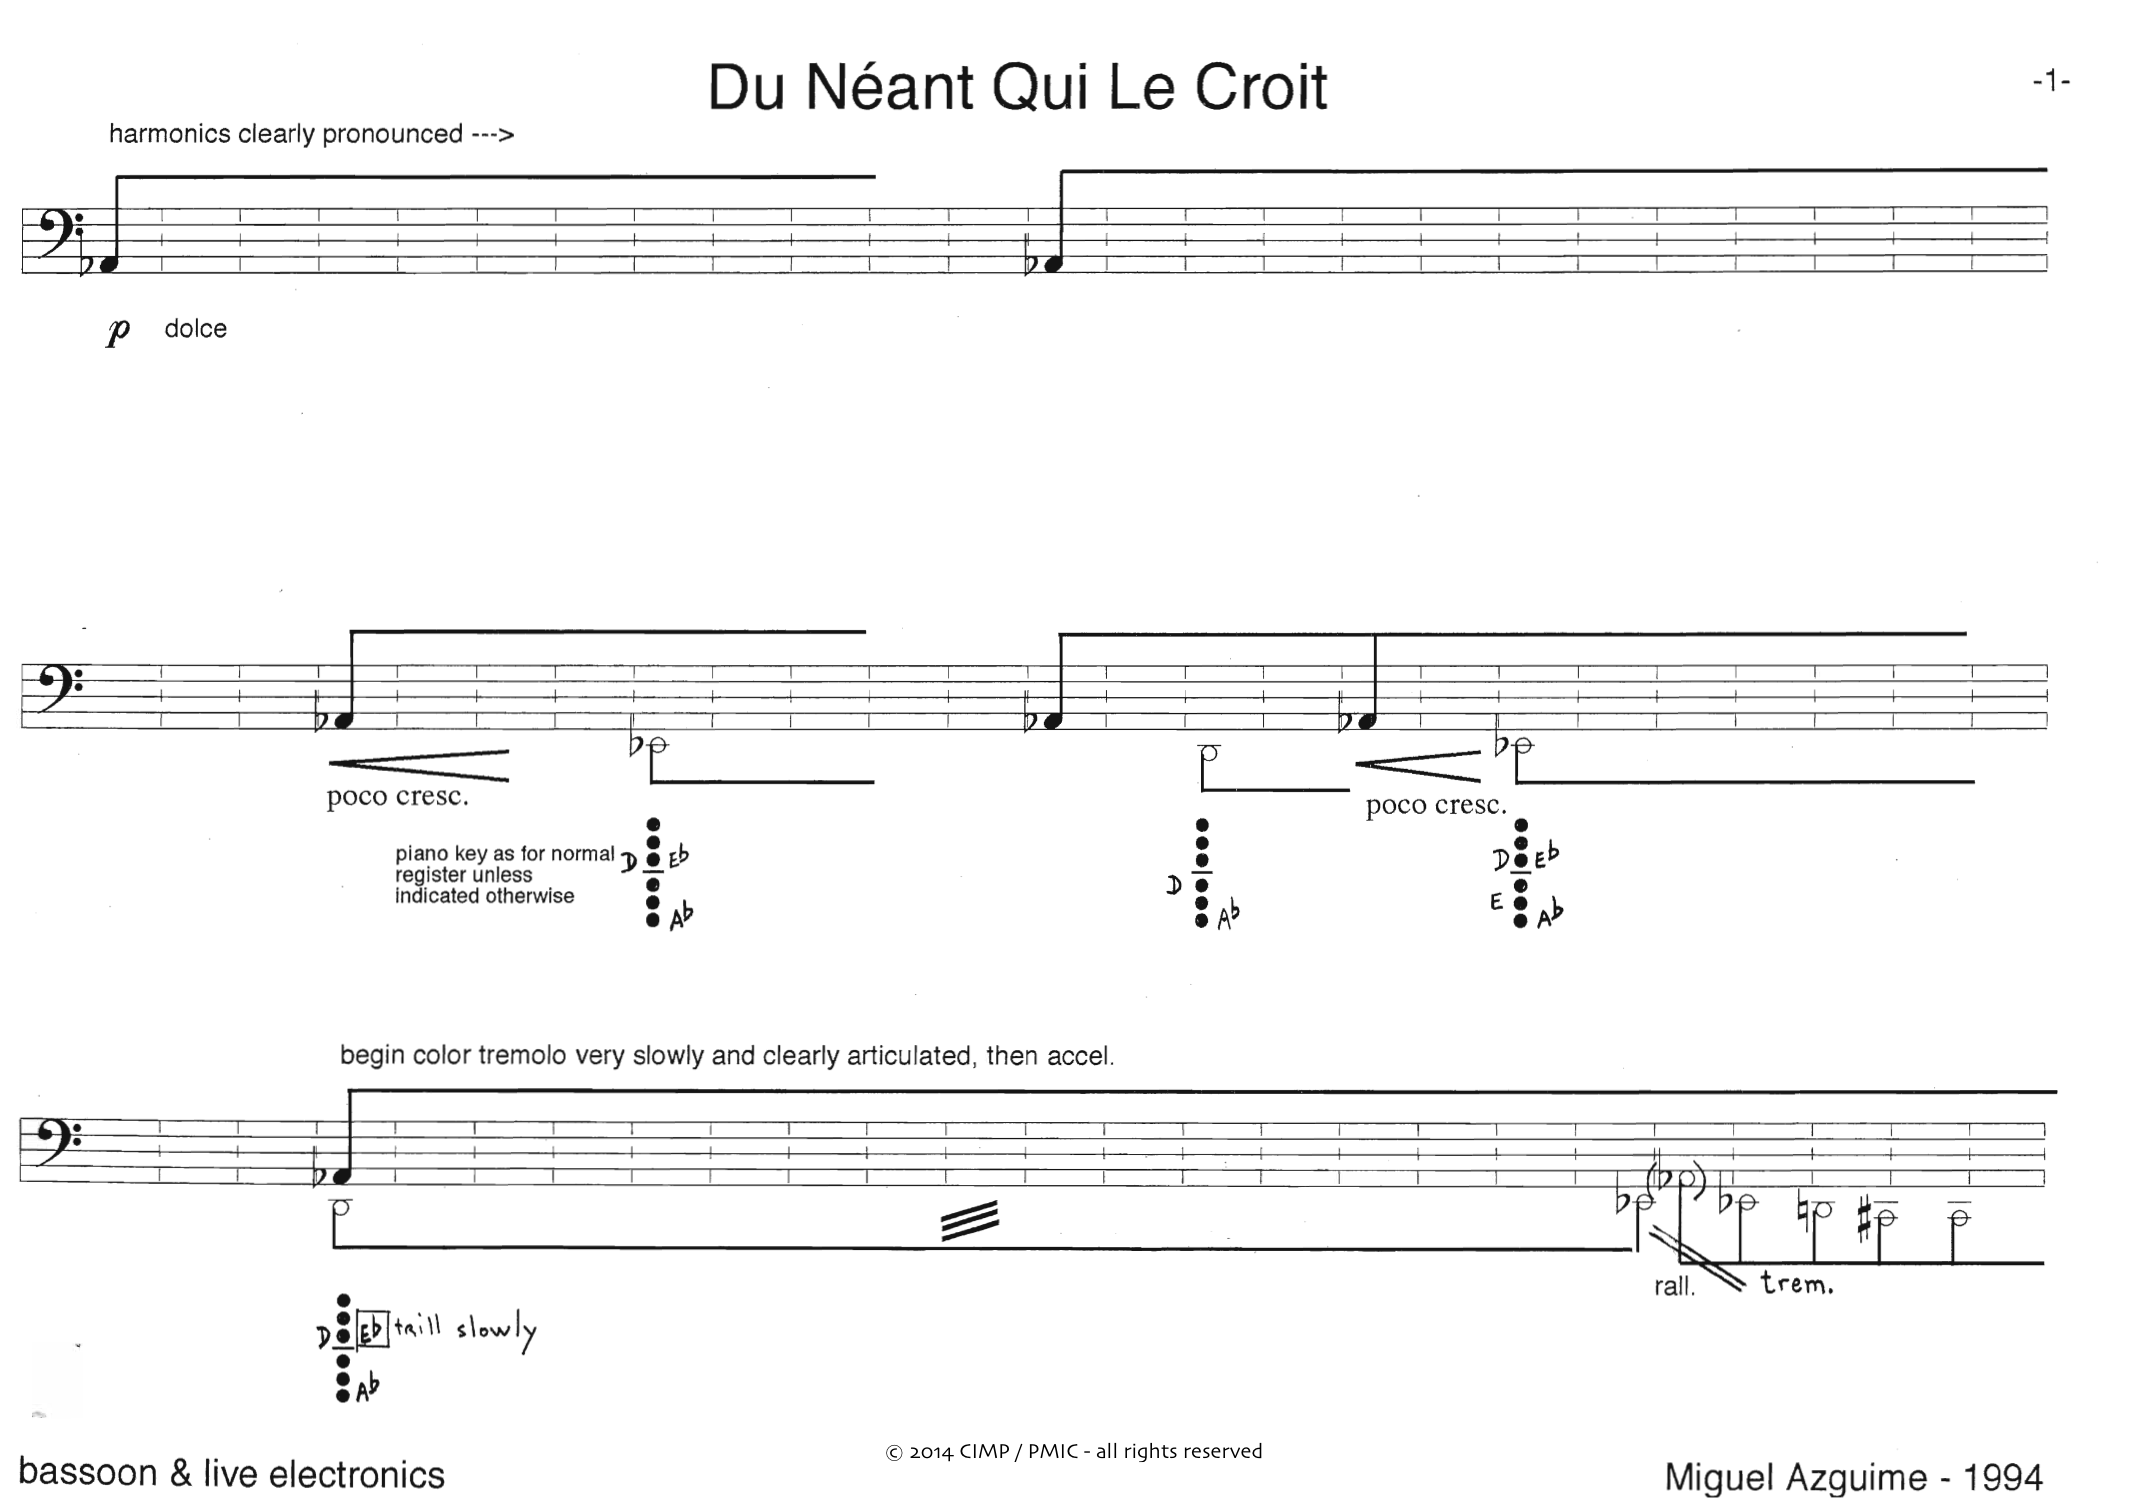 Du Néant Qui Le Croit
-1-
harmonics clearly pronounced --->
p dolce
poco cresc.
poco cresc.
piano key as for normal
register unless
indicated otherwise
D Eb
Ab
D
Ab
D Eb
E
Ab
begin color tremolo very slowly and clearly articulated, then accel.
rall. trem.
D Eb trill slowly
Ab
© 2014 CIMP / PMIC - all rights reserved
bassoon & live electronics
Miguel Azguime - 1994